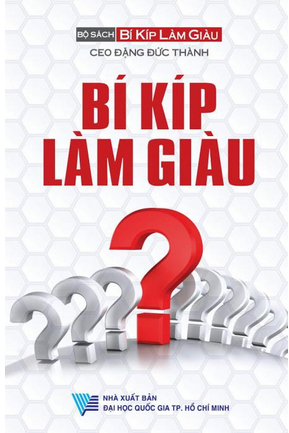 BỘ SÁCH BÍ KÍP LÀM GIÀU
CEO ĐẶNG ĐỨC THÀNH
BÍ KÍP
LÀM GIÀU
NHÀ XUẤT BẢN
ĐẠI HỌC QUỐC GIA TP. HỒ CHÍ MINH